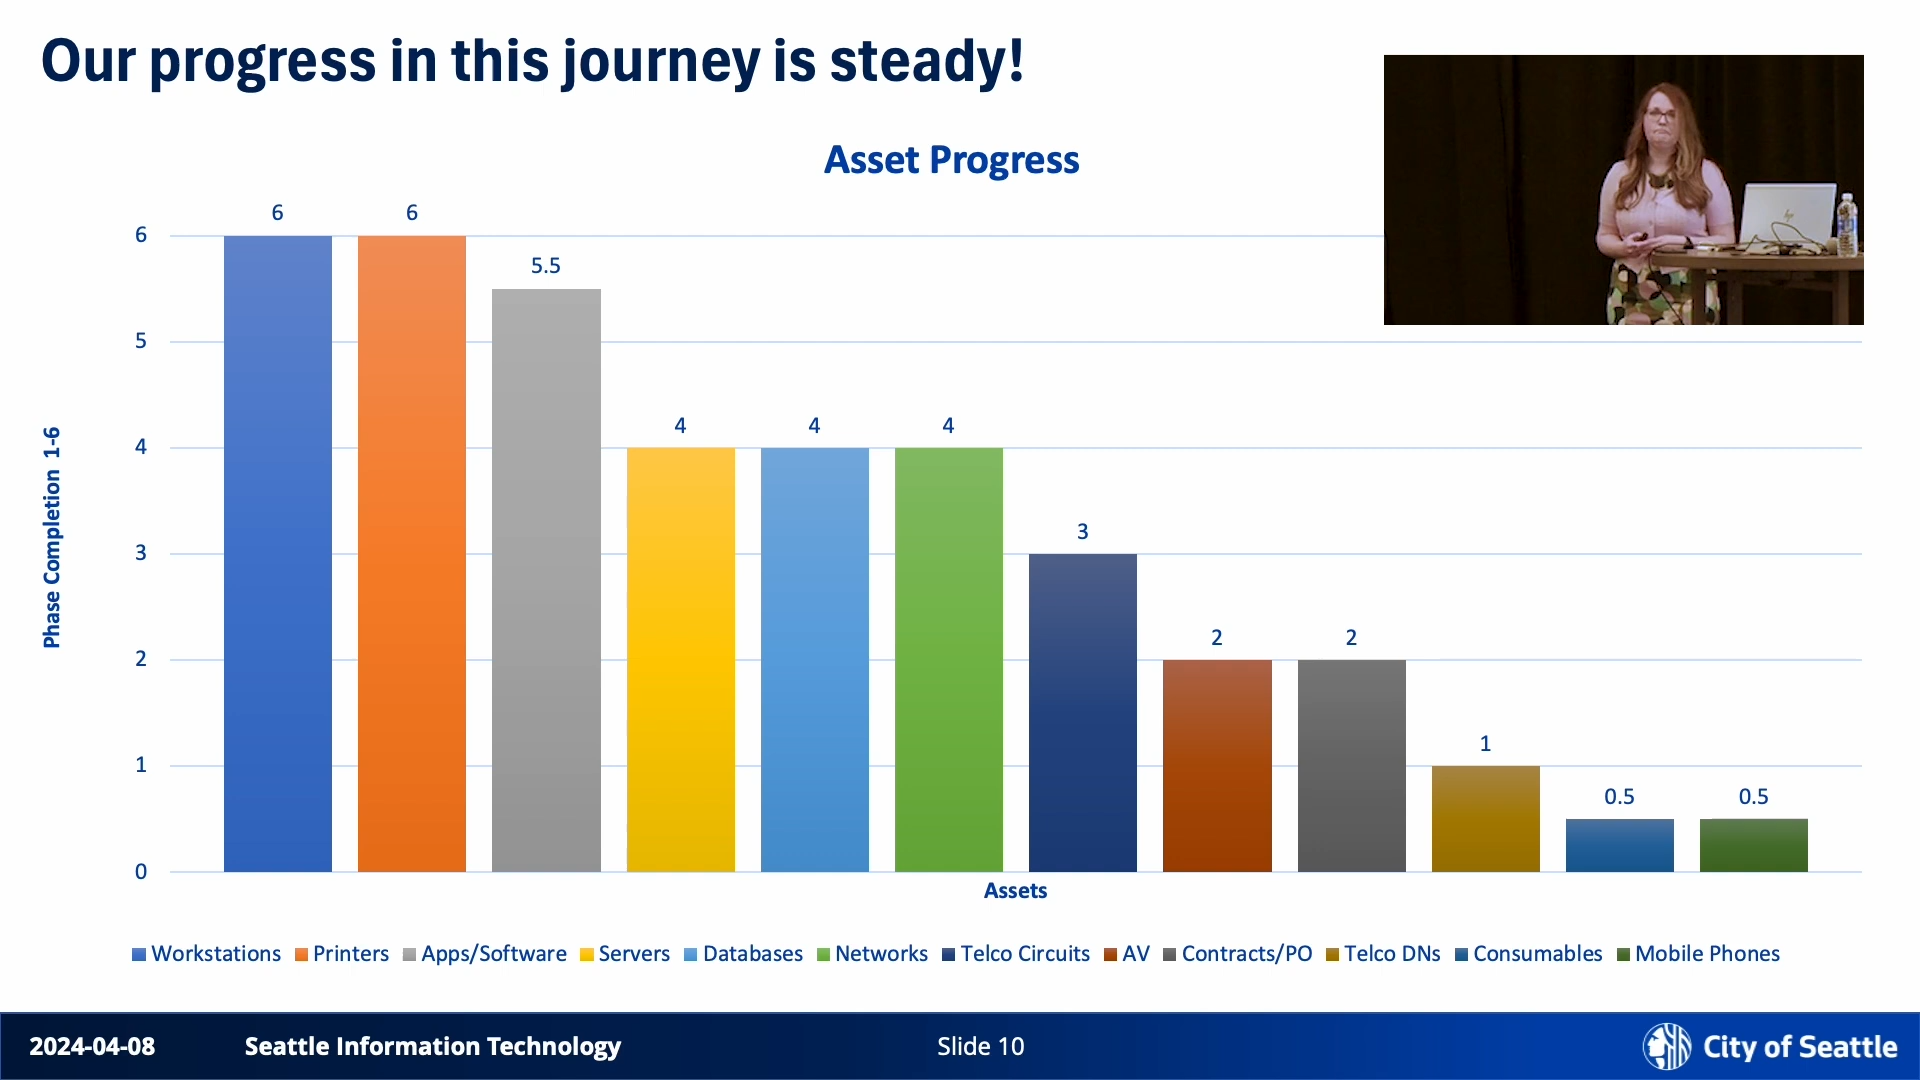 Our progress in this journey is steady!
Asset Progress
6
6
5.5
4
4
4
3
2
2
1
0.5
0.5
6
5
4
3
2
1
0
Phase Completion 1-6
Assets
Workstations Printers Apps/Software Servers Databases Networks Telco Circuits AV Contracts/PO Telco DNs Consumables Mobile Phones
2024-04-08 Seattle Information Technology Slide 10 City of Seattle
hp